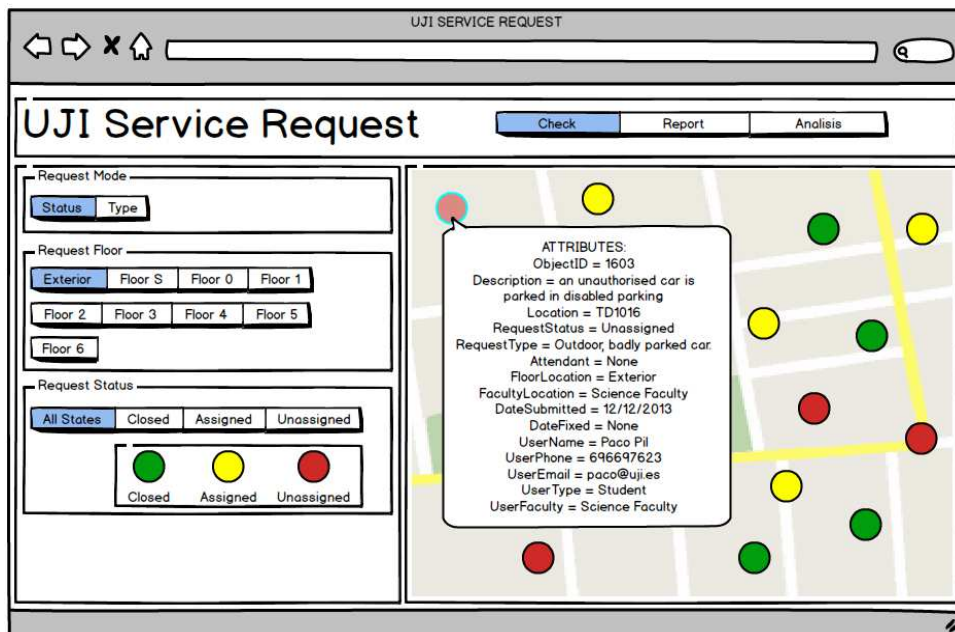 UJI SERVICE REQUEST
UJI Service Request
Check Report Analisis
Request Mode
Status Type
Request Floor
Exterior Floor S Floor 0 Floor 1
Floor 2 Floor 3 Floor 4 Floor 5
Floor 6
Request Status
All States Closed Assigned Unassigned
Closed Assigned Unassigned
ATTRIBUTES:
ObjectID = 1603
Description = an unauthorised car is
parked in disabled parking
Location = TD1016
RequestStatus = Unassigned
RequestType = Outdoor, badly parked car.
Attendant = None
FloorLocation = Exterior
FacultyLocation = Science Faculty
DateSubmitted = 12/12/2013
DateFixed = None
UserName = Paco Pil
UserPhone = 696697623
UserEmail = paco@uji.es
UserType = Student
UserFaculty = Science Faculty